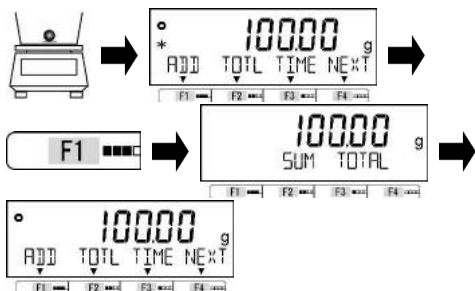 * 100.00 g
ADD TOTL TIME NEXT
F1 F2 F3 F4
F1
100.00 g
SUM TOTAL
F1 F2 F3 F4
100.00 g
ADD TOTL TIME NEXT
F1 F2 F3 F4